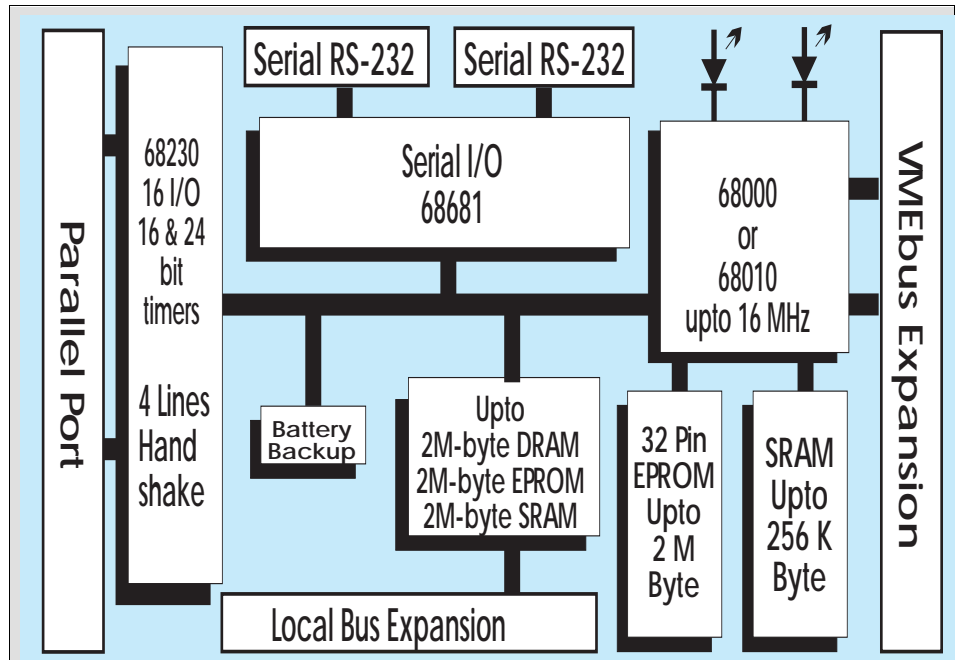 Parallel Port
68230
16 I/O
16 & 24
bit
timers
4 Lines
Hand
shake
Serial RS-232
Serial RS-232
Serial I/O
68681
68000
or
68010
upto 16 MHz
VMEbus Expansion
Battery
Backup
Upto
2M-byte DRAM
2M-byte EPROM
2M-byte SRAM
32 Pin
EPROM
Upto
2 M
Byte
SRAM
Upto
256 K
Byte
Local Bus Expansion